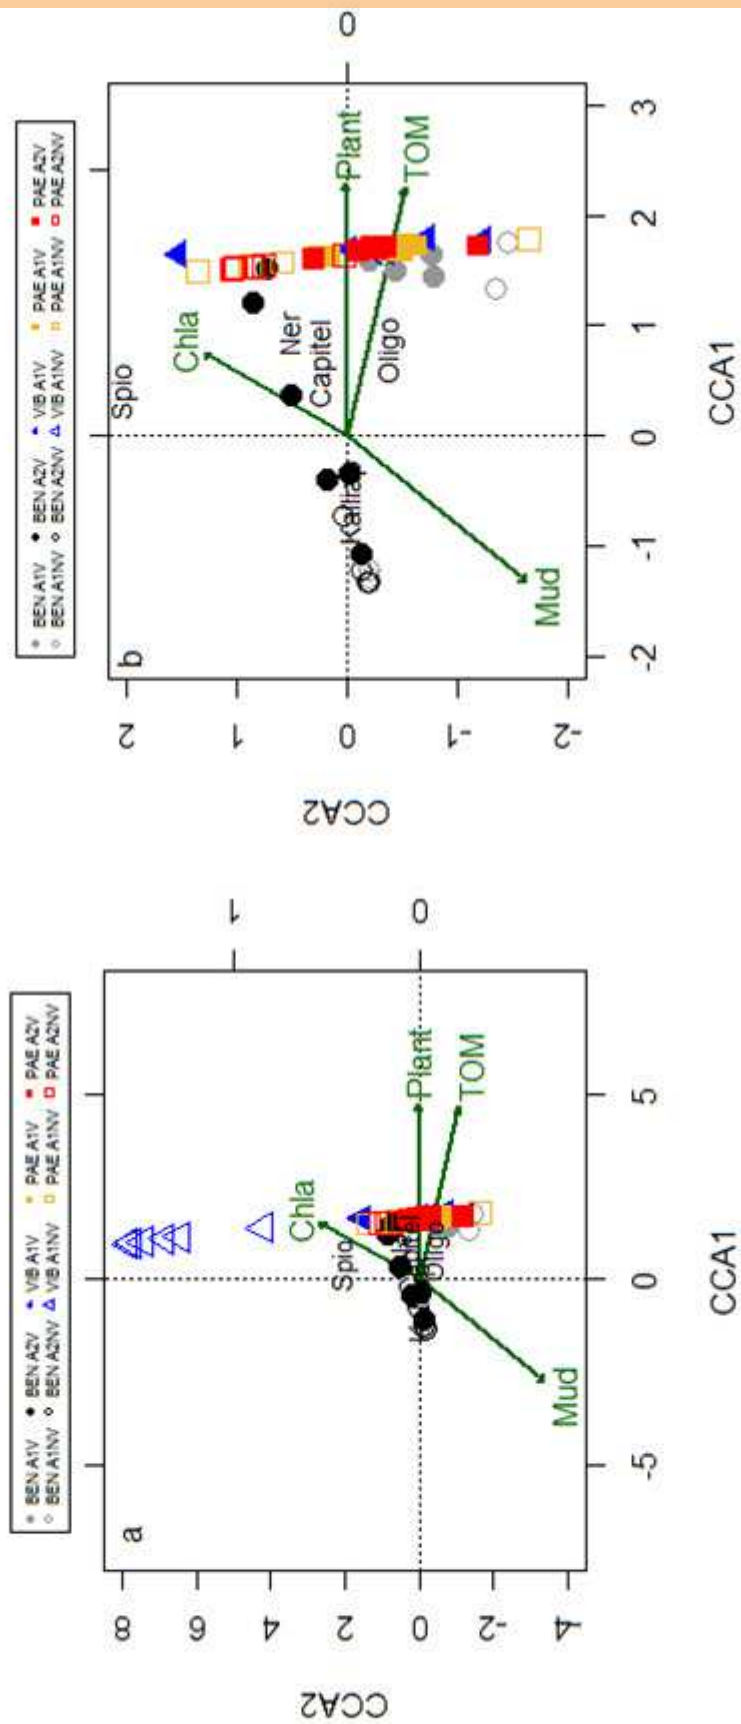 BEN A1V BEN A2V VIB A1V PAE A1V PAE A2V
BEN A1NV BEN A2NV VIB A1NV PAE A1NV PAE A2NV
a
8
6
4
2
0
-2
-4
CCA2
1
0
Chla
Spio
Plant
TOM
Oligo
Mud
-5
0
5
CCA1
BEN A1V BEN A2V VIB A1V PAE A1V PAE A2V
BEN A1NV BEN A2NV VIB A1NV PAE A1NV PAE A2NV
b
2
1
0
-1
-2
CCA2
0
Spio
Chla
Ner
Capitel
Plant
TOM
Oligo
Mud
-2
-1
0
1
2
3
CCA1